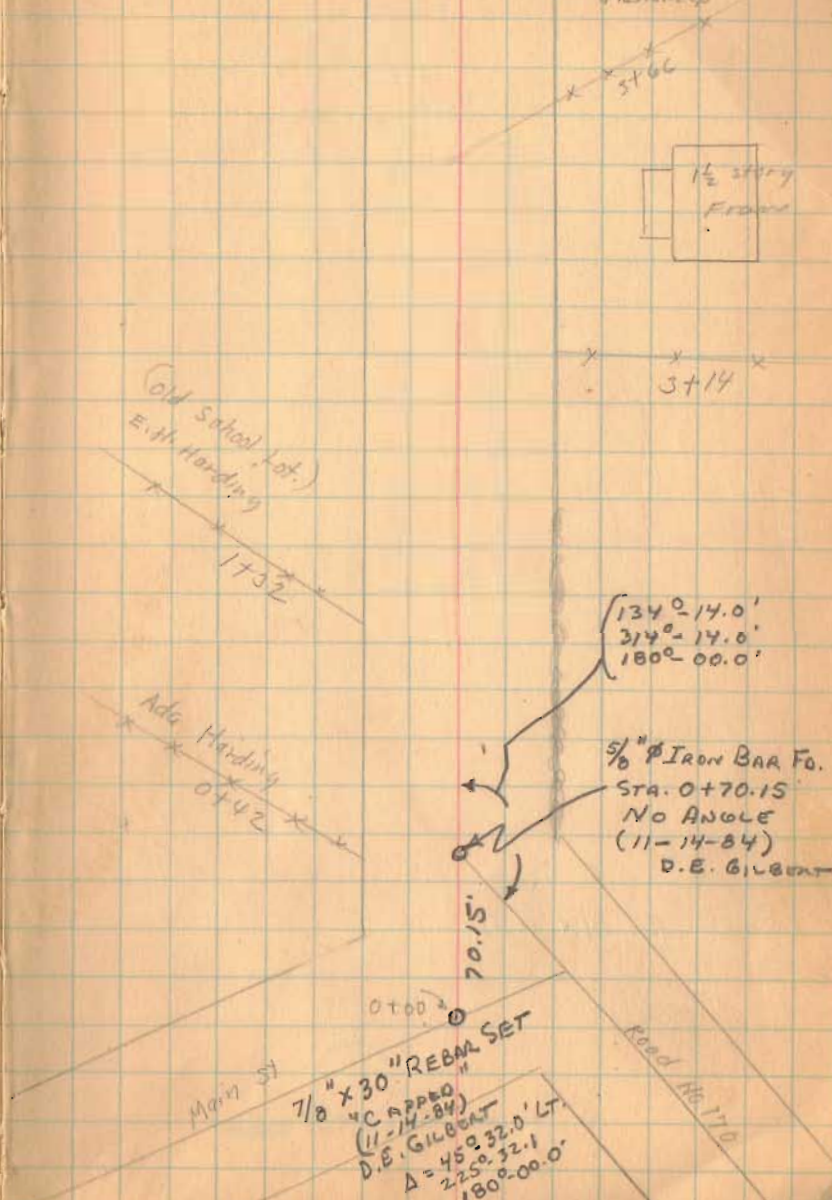 3+66
1½ story
Frame
3+14
(old School Lot.)
E.H. Harding
1+32
134°-14.0'
314°-14.0'
180°-00.0'
Ada Harding
0+42
5/8"ø IRON BAR FD.
STA. 0+70.15
NO ANGLE
(11-14-84)
D.E. GILBERT
70.15'
0+00
Main St
7/8" x 30" REBAR SET
"CAPPED"
(11-14-84)
D.E. GILBERT
Δ = 45°-32.0' LT.
225°-32.1
180°-00.0'
Road No 170